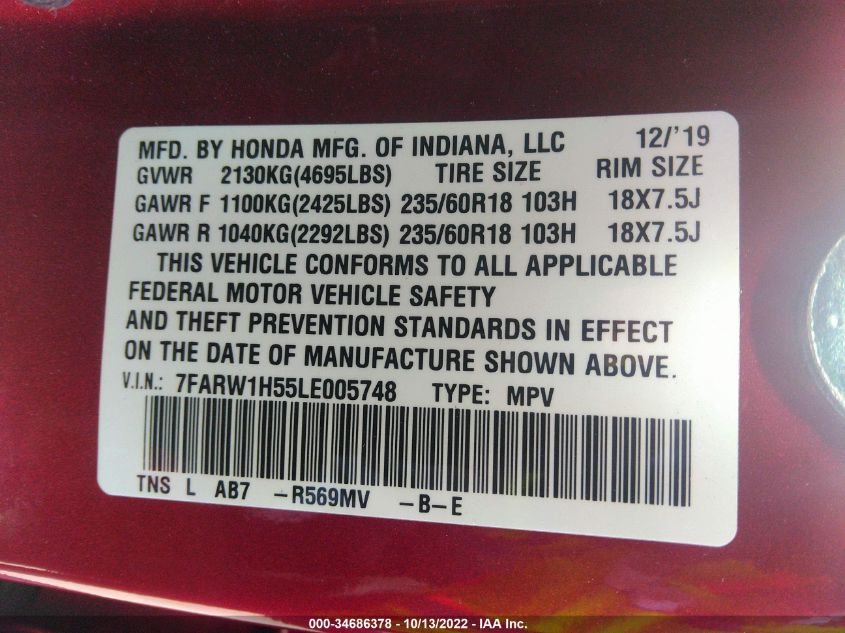 MFD. BY HONDA MFG. OF INDIANA, LLC 12/'19
GVWR 2130KG(4695LBS) TIRE SIZE RIM SIZE
GAWR F 1100KG(2425LBS) 235/60R18 103H 18X7.5J
GAWR R 1040KG(2292LBS) 235/60R18 103H 18X7.5J
THIS VEHICLE CONFORMS TO ALL APPLICABLE
FEDERAL MOTOR VEHICLE SAFETY
AND THEFT PREVENTION STANDARDS IN EFFECT
ON THE DATE OF MANUFACTURE SHOWN ABOVE.
V.I.N.: 7FARW1H55LE005748 TYPE: MPV
TNS L AB7 -R569MV -B-E
000-34686378 - 10/13/2022 - IAA Inc.